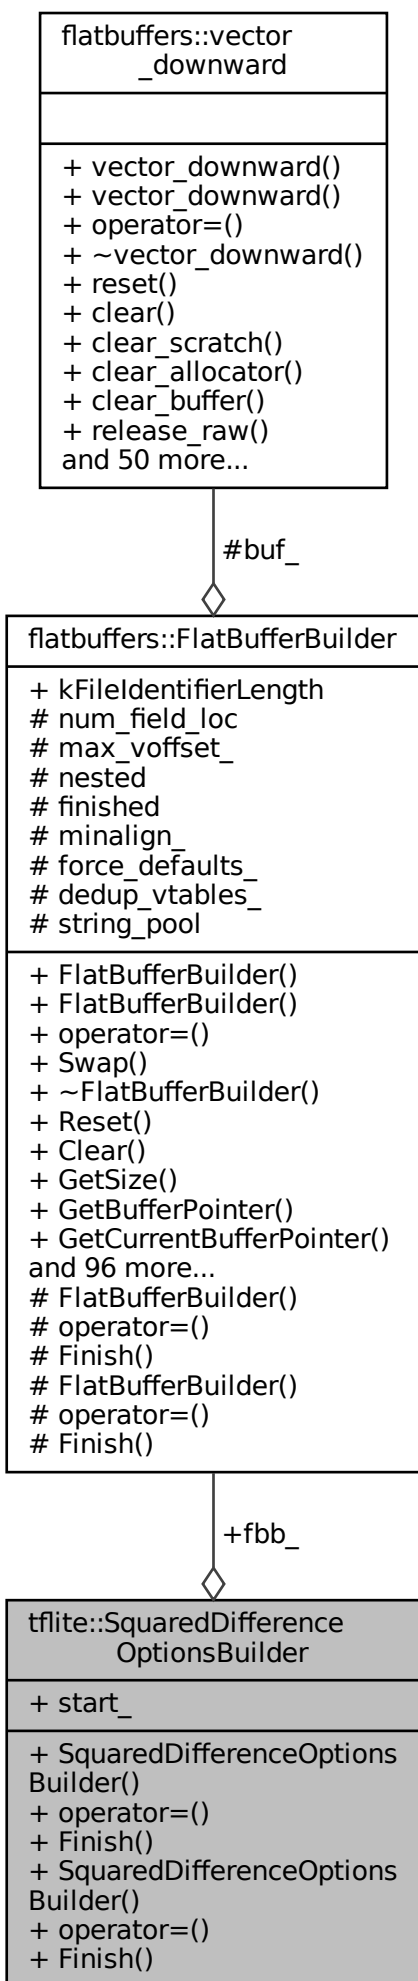 flatbuffers::vector
_downward
+ vector_downward()
+ vector_downward()
+ operator=()
+ ~vector_downward()
+ reset()
+ clear()
+ clear_scratch()
+ clear_allocator()
+ clear_buffer()
+ release_raw()
and 50 more...
#buf_
flatbuffers::FlatBufferBuilder
+ kFileIdentifierLength
# num_field_loc
# max_voffset_
# nested
# finished
# minalign_
# force_defaults_
# dedup_vtables_
# string_pool
+ FlatBufferBuilder()
+ FlatBufferBuilder()
+ operator=()
+ Swap()
+ ~FlatBufferBuilder()
+ Reset()
+ Clear()
+ GetSize()
+ GetBufferPointer()
+ GetCurrentBufferPointer()
and 96 more...
# FlatBufferBuilder()
# operator=()
# Finish()
# FlatBufferBuilder()
# operator=()
# Finish()
+fbb_
tflite::SquaredDifference
OptionsBuilder
+ start_
+ SquaredDifferenceOptions
Builder()
+ operator=()
+ Finish()
+ SquaredDifferenceOptions
Builder()
+ operator=()
+ Finish()